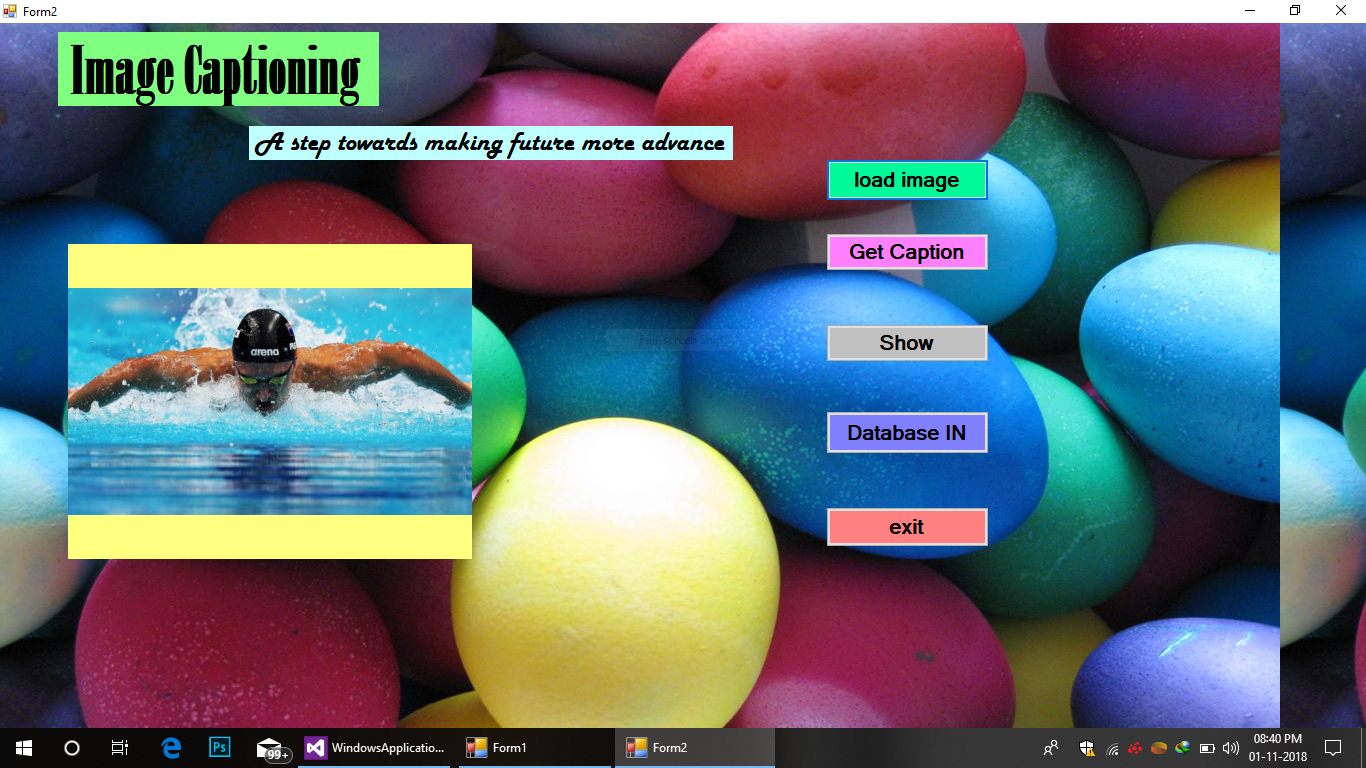 Form2
Image Captioning
A step towards making future more advance
load image
Get Caption
arena
Show
Full-screen Snip
Database IN
exit
Ps
99+
WindowsApplicatio...
Form1
Form2
08:40 PM
01-11-2018